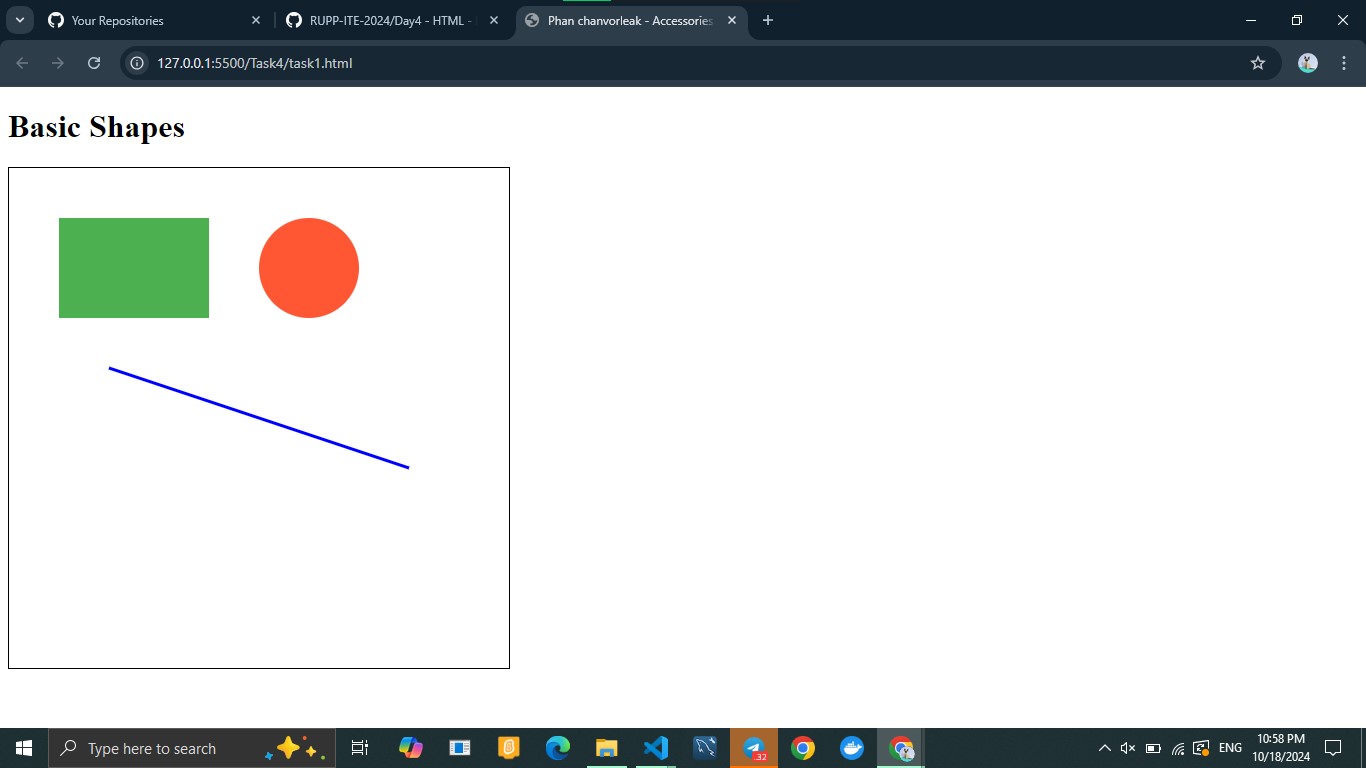 Your Repositories
RUPP-ITE-2024/Day4 - HTML -
Phan chanvorleak - Accessories
127.0.0.1:5500/Task4/task1.html
Basic Shapes
Type here to search
.32
ENG
10:58 PM
10/18/2024